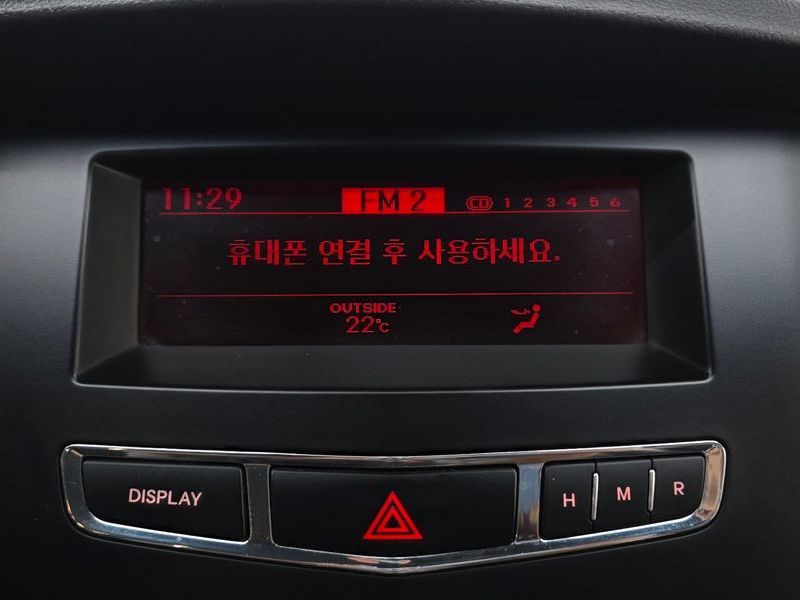 11:29 FM 2 CD 1 2 3 4 5 6
휴대폰 연결 후 사용하세요.
OUTSIDE
22°C
DISPLAY H M R